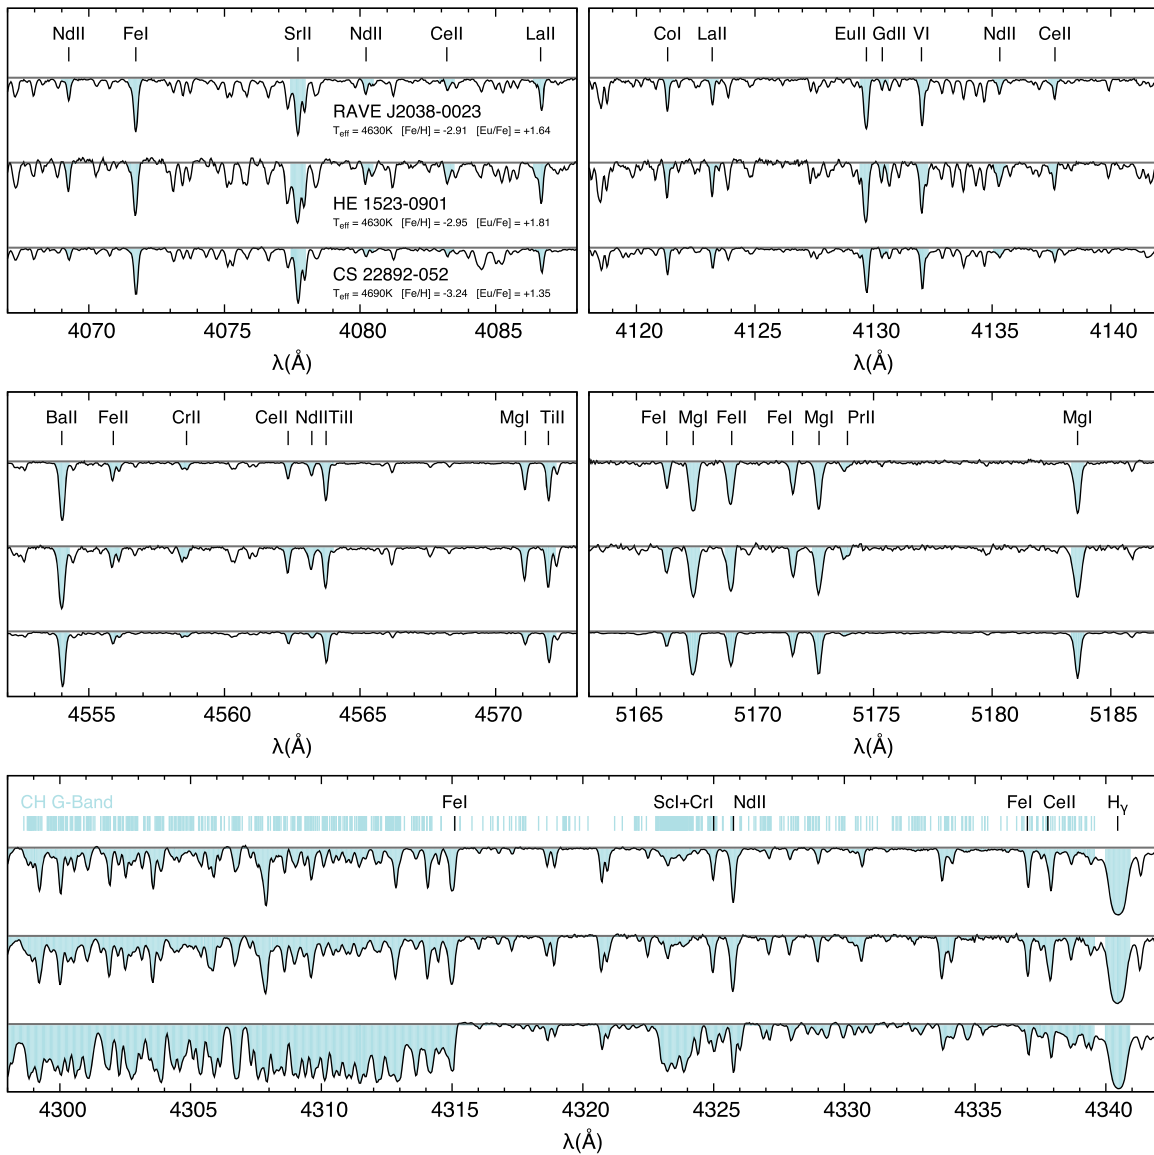 NdII FeI SrII NdII CeII LaII
RAVE J2038-0023
Teff = 4630K [Fe/H] = -2.91 [Eu/Fe] = +1.64
HE 1523-0901
Teff = 4630K [Fe/H] = -2.95 [Eu/Fe] = +1.81
CS 22892-052
Teff = 4690K [Fe/H] = -3.24 [Eu/Fe] = +1.35
4070 4075 4080 4085
λ(Å)
CoI LaII EuII GdII VI NdII CeII
4120 4125 4130 4135 4140
λ(Å)
BaII FeII CrII CeII NdII TiII MgI TiII
4555 4560 4565 4570
λ(Å)
FeI MgI FeII FeI MgI PrII MgI
5165 5170 5175 5180 5185
λ(Å)
CH G-Band FeI ScI+CrI NdII FeI CeII Hγ
4300 4305 4310 4315 4320 4325 4330 4335 4340
λ(Å)